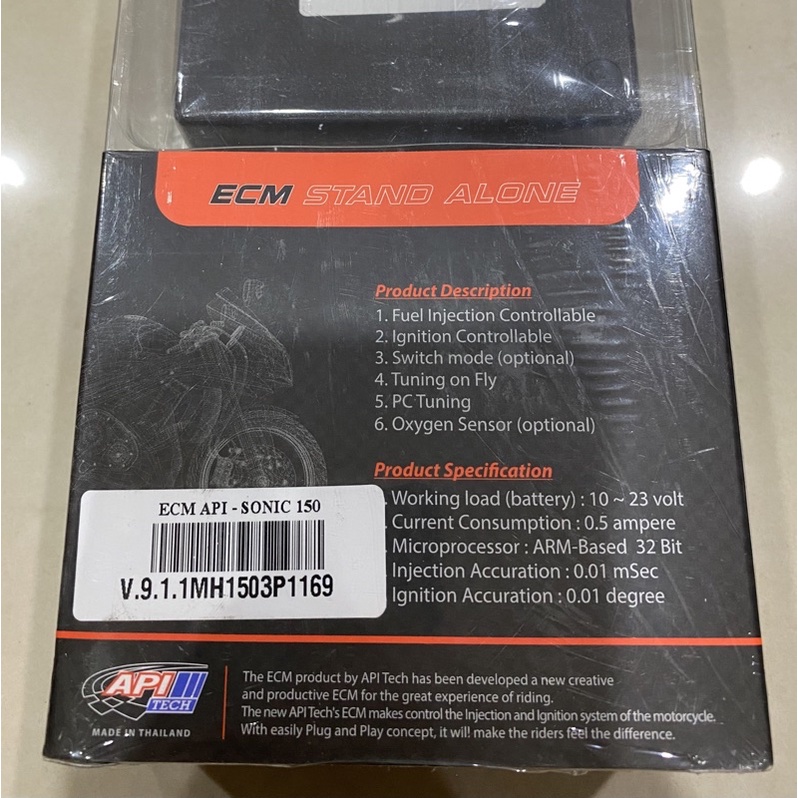 ECM STAND ALONE
Product Description
1. Fuel Injection Controllable
2. Ignition Controllable
3. Switch mode (optional)
4. Tuning on Fly
5. PC Tuning
6. Oxygen Sensor (optional)
Product Specification
. Working load (battery) : 10 ~ 23 volt
. Current Consumption : 0.5 ampere
. Microprocessor : ARM-Based 32 Bit
Injection Accuration : 0.01 mSec
Ignition Accuration : 0.01 degree
ECM API - SONIC 150
V.9.1.1MH1503P1169
API
TECH
MADE IN THAILAND
The ECM product by API Tech has been developed a new creative
and productive ECM for the great experience of riding.
The new API Tech's ECM makes control the Injection and Ignition system of the motorcycle.
With easily Plug and Play concept, it will make the riders feel the difference.